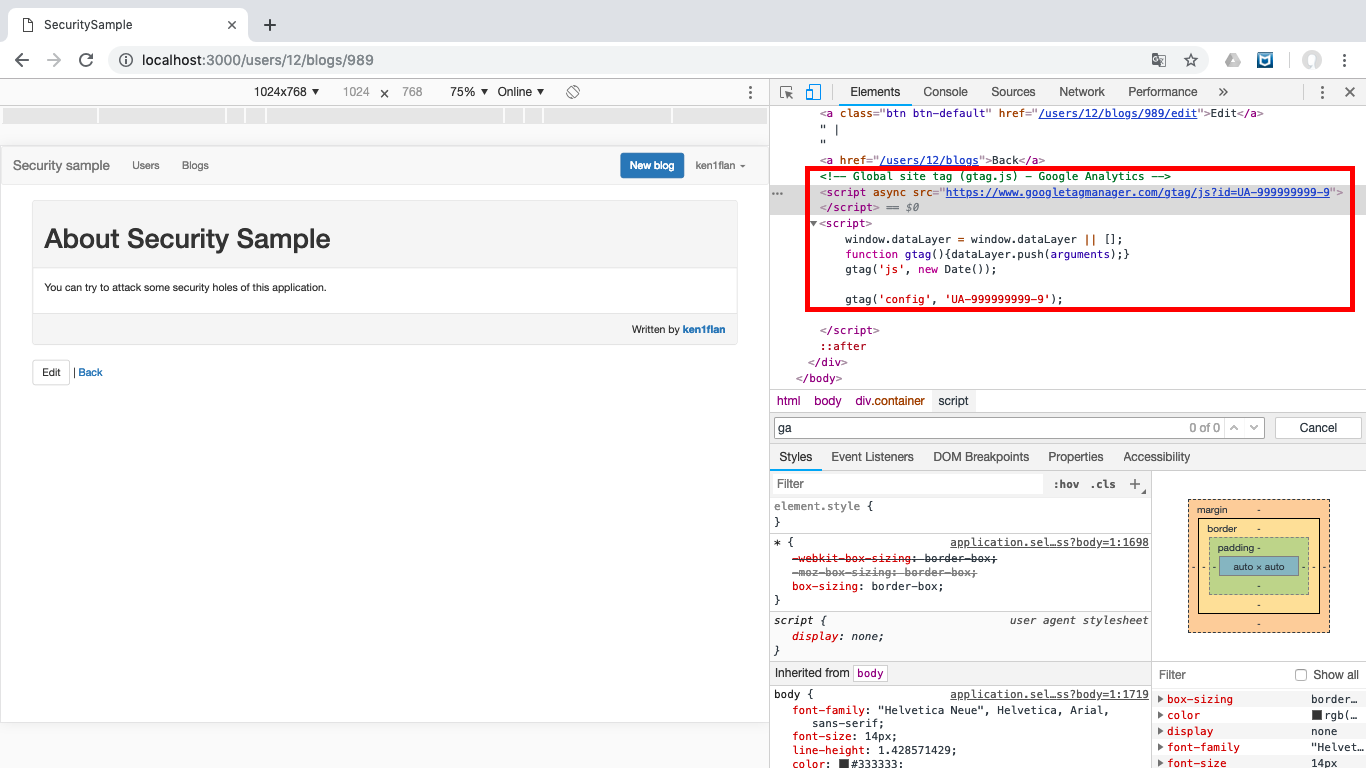 SecuritySample
localhost:3000/users/12/blogs/989
1024x768 ▼ 1024 × 768 75% ▼ Online ▼
Security sample Users Blogs New blog ken1flan
About Security Sample
You can try to attack some security holes of this application.
Written by ken1flan
Edit | Back
Elements Console Sources Network Performance »
<a class="btn btn-default" href="/users/12/blogs/989/edit">Edit</a>
" |
"
<a href="/users/12/blogs">Back</a>
<!-- Global site tag (gtag.js) - Google Analytics -->
<script async src="https://www.googletagmanager.com/gtag/js?id=UA-999999999-9">
</script> == $0
▼<script>
window.dataLayer = window.dataLayer || [];
function gtag(){dataLayer.push(arguments);}
gtag('js', new Date());
gtag('config', 'UA-999999999-9');
</script>
::after
</div>
</body>
html body div.container script
ga 0 of 0 Cancel
Styles Event Listeners DOM Breakpoints Properties Accessibility
Filter :hov .cls +
element.style {
}
* { application.sel…ss?body=1:1698
-webkit-box-sizing: border-box;
-moz-box-sizing: border-box;
box-sizing: border-box;
}
script { user agent stylesheet
display: none;
}
Inherited from body
body { application.sel…ss?body=1:1719
font-family: "Helvetica Neue", Helvetica, Arial,
sans-serif;
font-size: 14px;
line-height: 1.428571429;
color: #333333;
margin -
border -
padding -
- - - auto × auto - - -
-
-
-
Filter Show all
box-sizing border…
color rgb(…
display none
font-family "Helvet…
font-size 14px